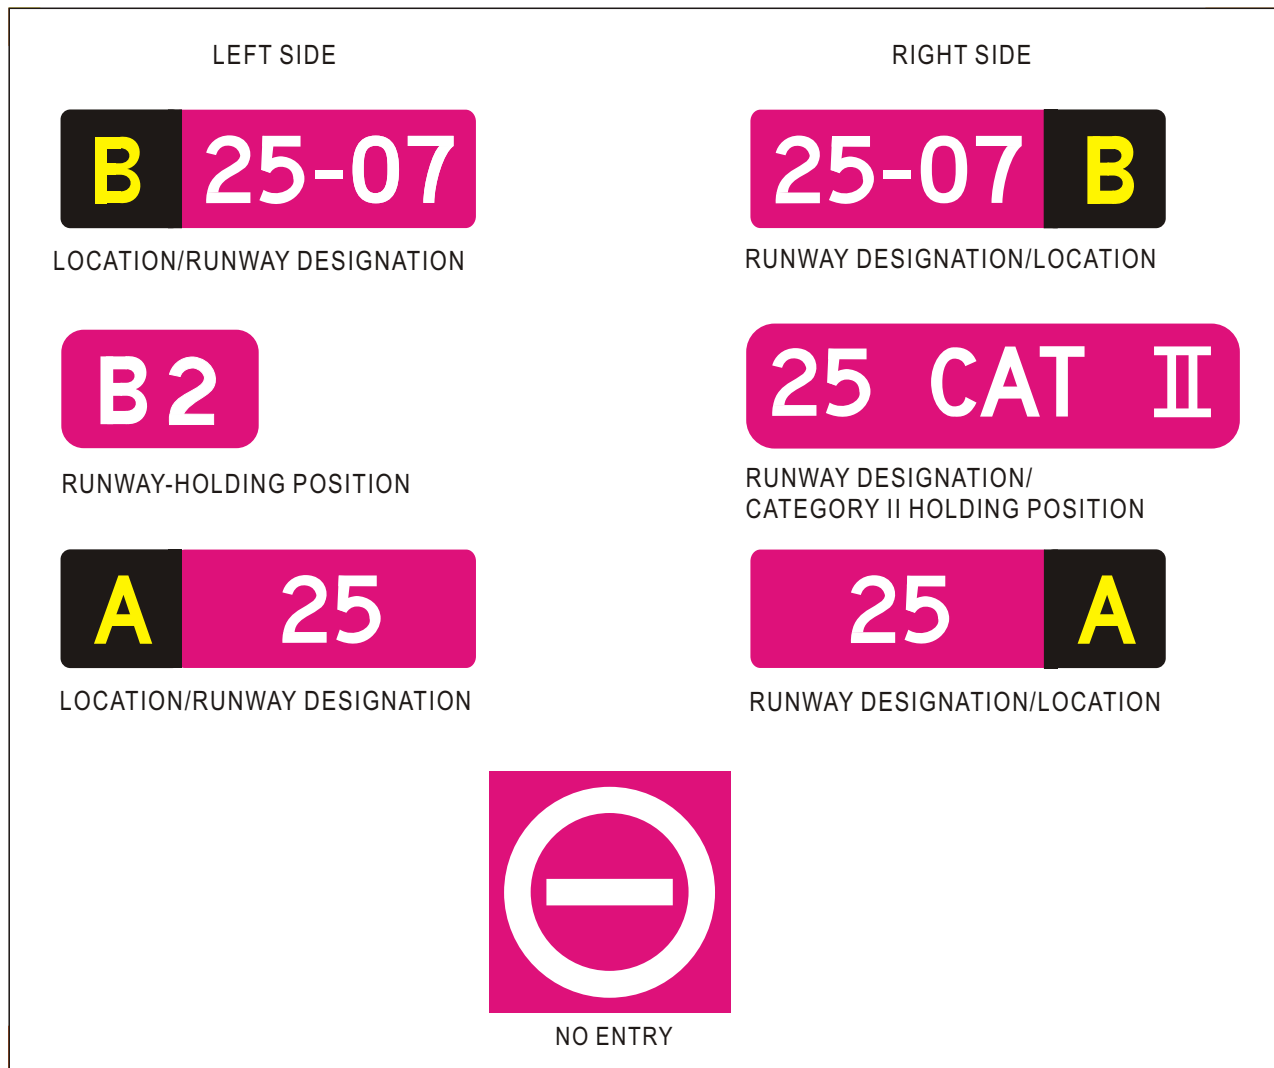 LEFT SIDE
RIGHT SIDE
B 25-07
25-07 B
LOCATION/RUNWAY DESIGNATION
RUNWAY DESIGNATION/LOCATION
B2
25 CAT II
RUNWAY-HOLDING POSITION
RUNWAY DESIGNATION/
CATEGORY II HOLDING POSITION
A 25
25 A
LOCATION/RUNWAY DESIGNATION
RUNWAY DESIGNATION/LOCATION
NO ENTRY